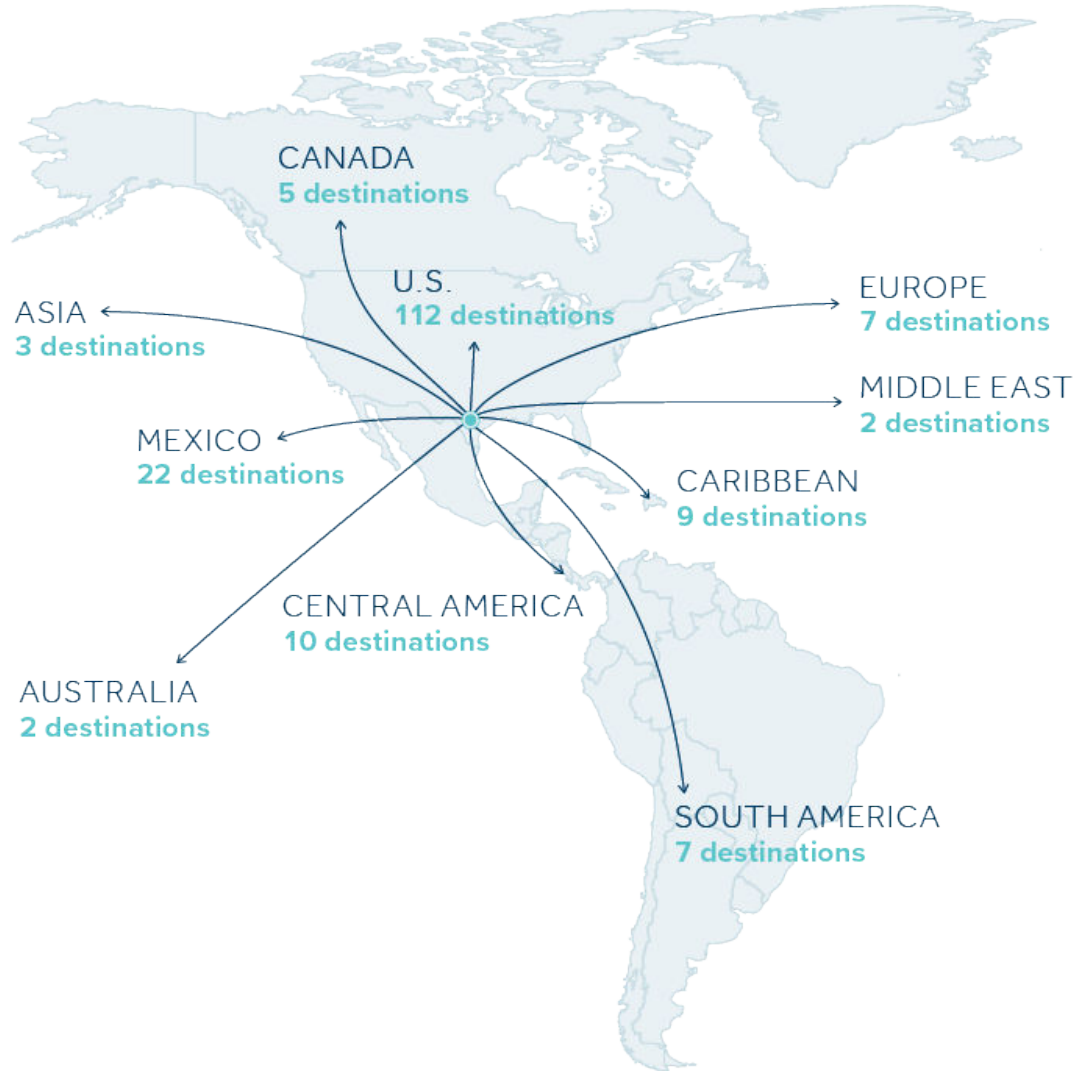 CANADA
5 destinations
U.S.
112 destinations
ASIA
3 destinations
EUROPE
7 destinations
MIDDLE EAST
2 destinations
MEXICO
22 destinations
CARIBBEAN
9 destinations
CENTRAL AMERICA
10 destinations
AUSTRALIA
2 destinations
SOUTH AMERICA
7 destinations